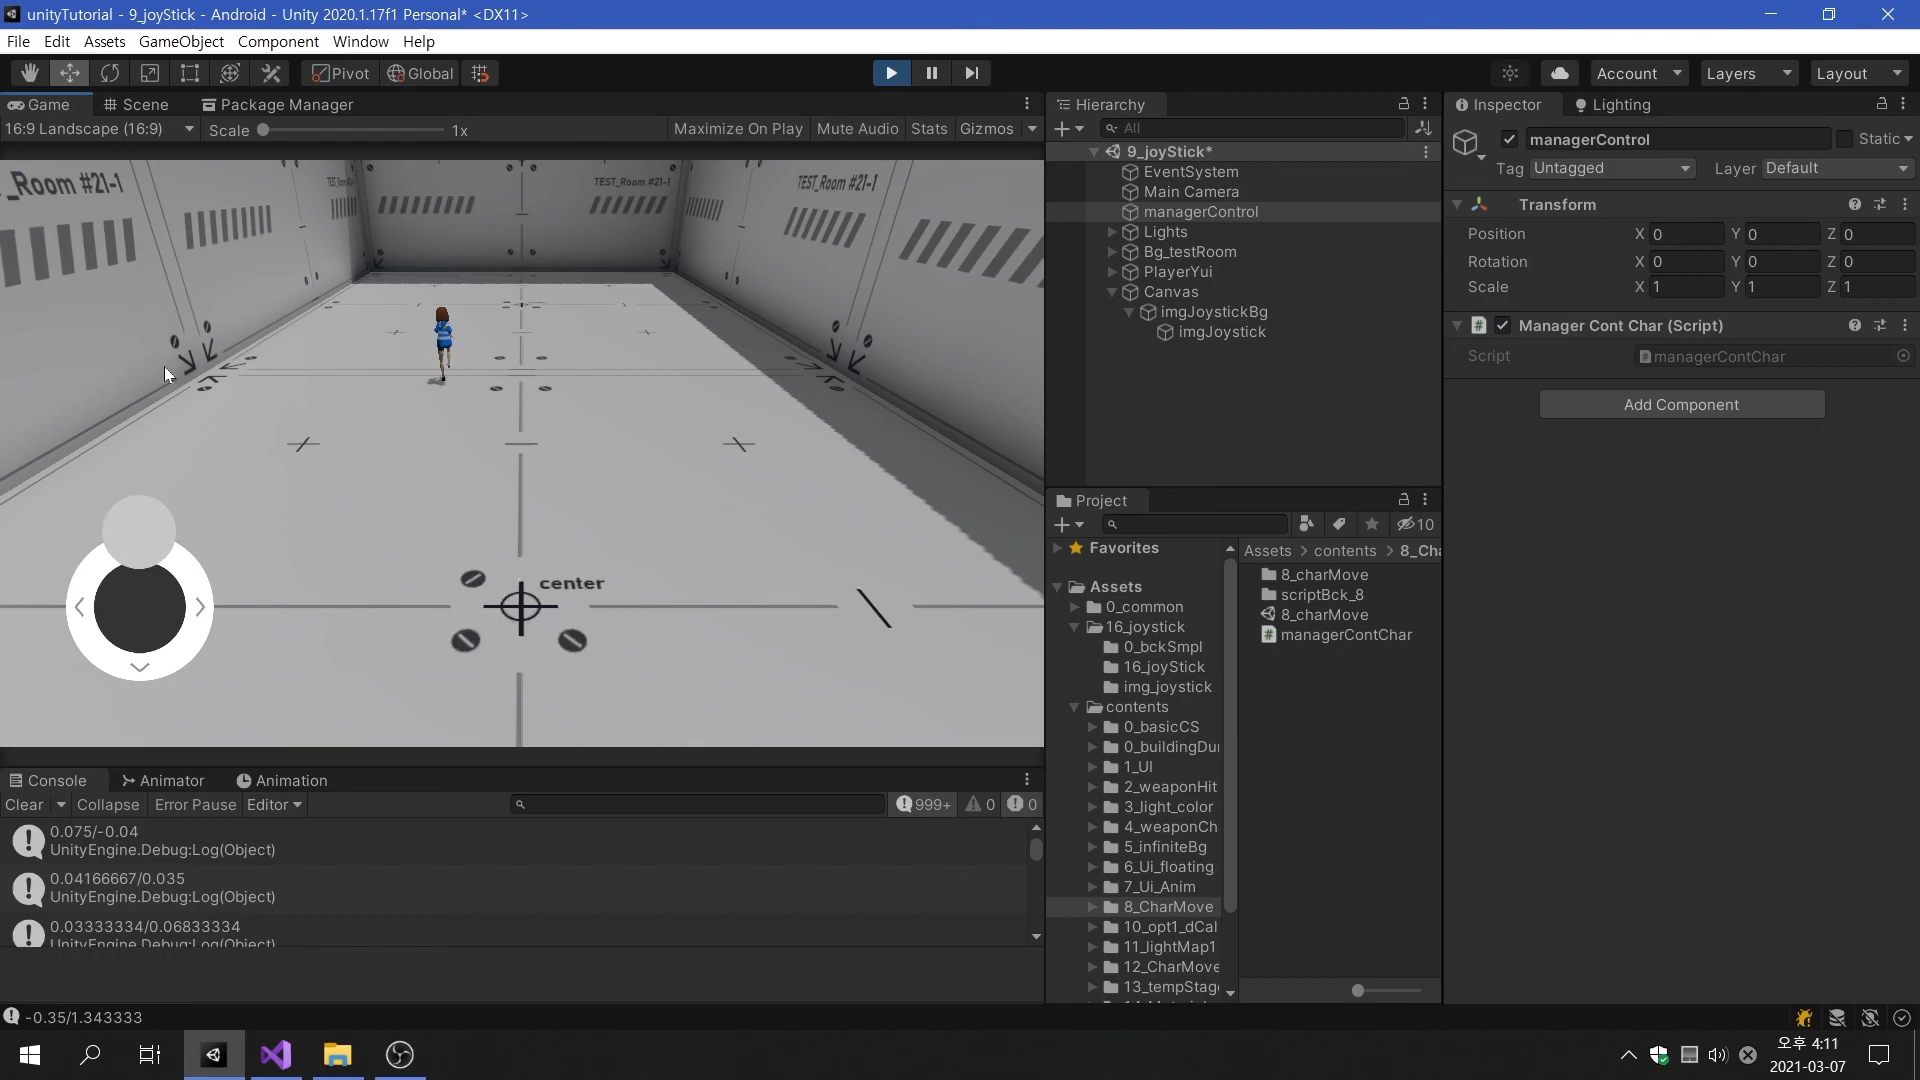 unityTutorial - 9_joyStick - Android - Unity 2020.1.17f1 Personal* <DX11>
File Edit Assets GameObject Component Window Help
Pivot Global Account Layers Layout
Game Scene Package Manager
16:9 Landscape (16:9) Scale 1x Maximize On Play Mute Audio Stats Gizmos
_Room #21-1
TEST_Room #21-1
TEST_Room #21-1
center
Console Animator Animation
Clear Collapse Error Pause Editor 999+ 0 0
0.075/-0.04
UnityEngine.Debug:Log(Object)
0.04166667/0.035
UnityEngine.Debug:Log(Object)
0.03333334/0.06833334
UnityEngine.Debug:Log(Object)
-0.35/1.343333
Hierarchy
All
9_joyStick*
EventSystem
Main Camera
managerControl
Lights
Bg_testRoom
PlayerYui
Canvas
imgJoystickBg
imgJoystick
Project
10
Favorites
Assets
0_common
16_joystick
0_bckSmpl
16_joyStick
img_joystick
contents
0_basicCS
0_buildingDu
1_UI
2_weaponHit
3_light_color
4_weaponCh
5_infiniteBg
6_Ui_floating
7_Ui_Anim
8_CharMove
10_opt1_dCal
11_lightMap1
12_CharMove
13_tempStag
Assets > contents > 8_Cha
8_charMove
scriptBck_8
8_charMove
managerContChar
Inspector Lighting
managerControl Static
Tag Untagged Layer Default
Transform
Position X 0 Y 0 Z 0
Rotation X 0 Y 0 Z 0
Scale X 1 Y 1 Z 1
Manager Cont Char (Script)
Script managerContChar
Add Component
오후 4:11
2021-03-07